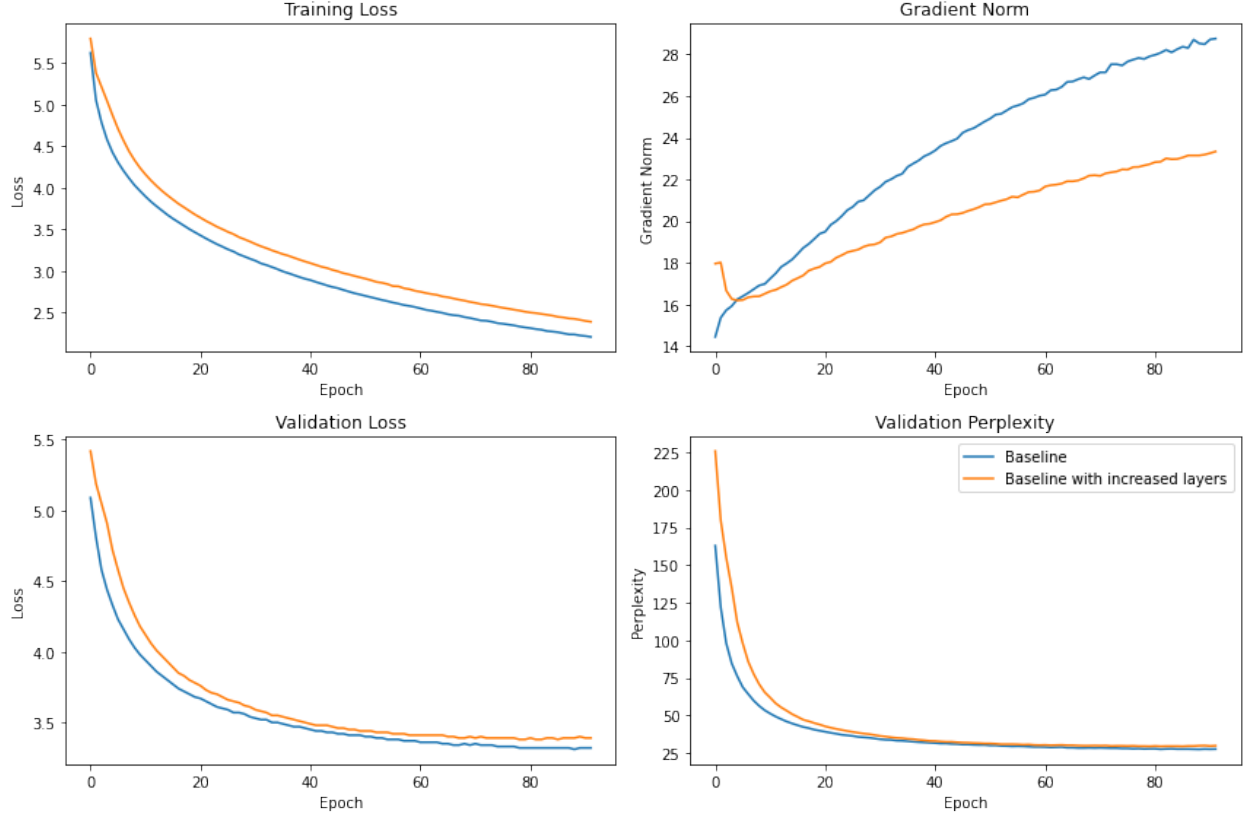 Training Loss
Loss
5.5
5.0
4.5
4.0
3.5
3.0
2.5
0 20 40 60 80
Epoch
Gradient Norm
Gradient Norm
28
26
24
22
20
18
16
14
0 20 40 60 80
Epoch
Validation Loss
Loss
5.5
5.0
4.5
4.0
3.5
0 20 40 60 80
Epoch
Validation Perplexity
Perplexity
225
200
175
150
125
100
75
50
25
0 20 40 60 80
Epoch
Baseline
Baseline with increased layers